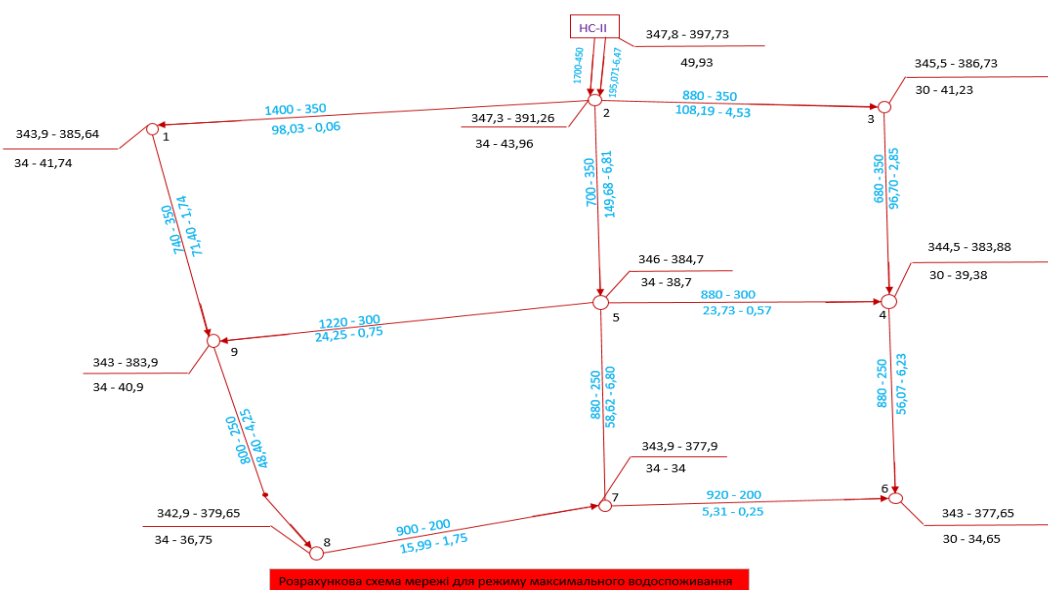 НС-II
347,8 - 397,73
49,93
1700-450
195,071-6,47
345,5 - 386,73
30 - 41,23
880 - 350
108,19 - 4,53
1400 - 350
98,03 - 0,06
2
3
347,3 - 391,26
34 - 43,96
343,9 - 385,64
34 - 41,74
1
700 - 350
149,68 - 6,81
680 - 350
96,70 - 2,85
740 - 350
71,40 - 1,74
344,5 - 383,88
30 - 39,38
346 - 384,7
34 - 38,7
880 - 300
23,73 - 0,57
5
4
1220 - 300
24,25 - 0,75
9
343 - 383,9
34 - 40,9
880 - 250
58,62 - 6,80
880 - 250
56,07 - 6,23
800 - 250
48,40 - 4,25
343,9 - 377,9
34 - 34
7
6
920 - 200
5,31 - 0,25
343 - 377,65
30 - 34,65
342,9 - 379,65
34 - 36,75
8
900 - 200
15,99 - 1,75
Розрахункова схема мережі для режиму максимального водоспоживання